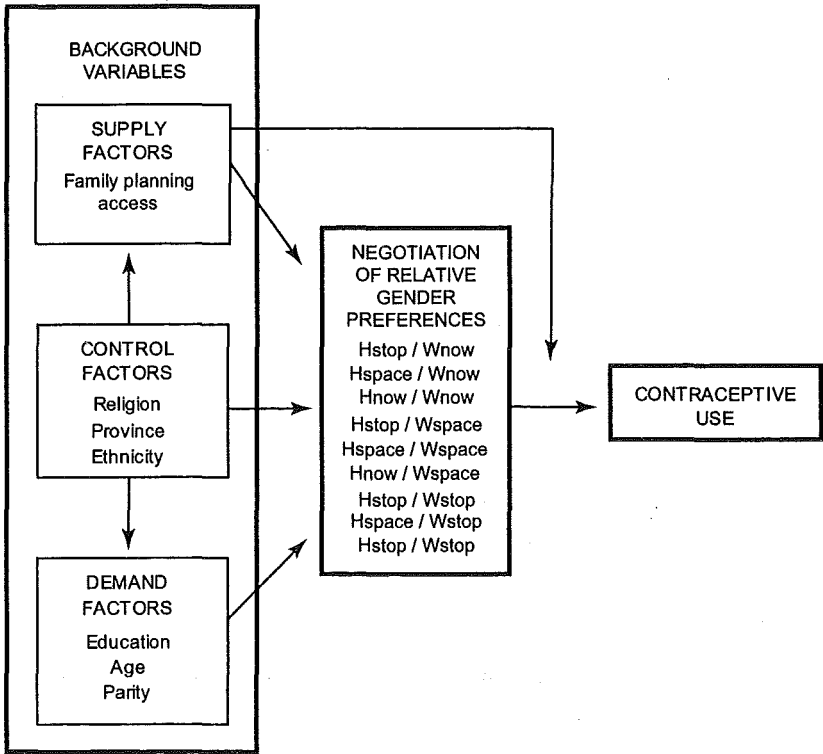 BACKGROUND
VARIABLES
SUPPLY
FACTORS
Family planning
access
CONTROL
FACTORS
Religion
Province
Ethnicity
DEMAND
FACTORS
Education
Age
Parity
NEGOTIATION
OF RELATIVE
GENDER
PREFERENCES
Hstop / Wnow
Hspace / Wnow
Hnow / Wnow
Hstop / Wspace
Hspace / Wspace
Hnow / Wspace
Hstop / Wstop
Hspace / Wstop
Hstop / Wstop
CONTRACEPTIVE
USE